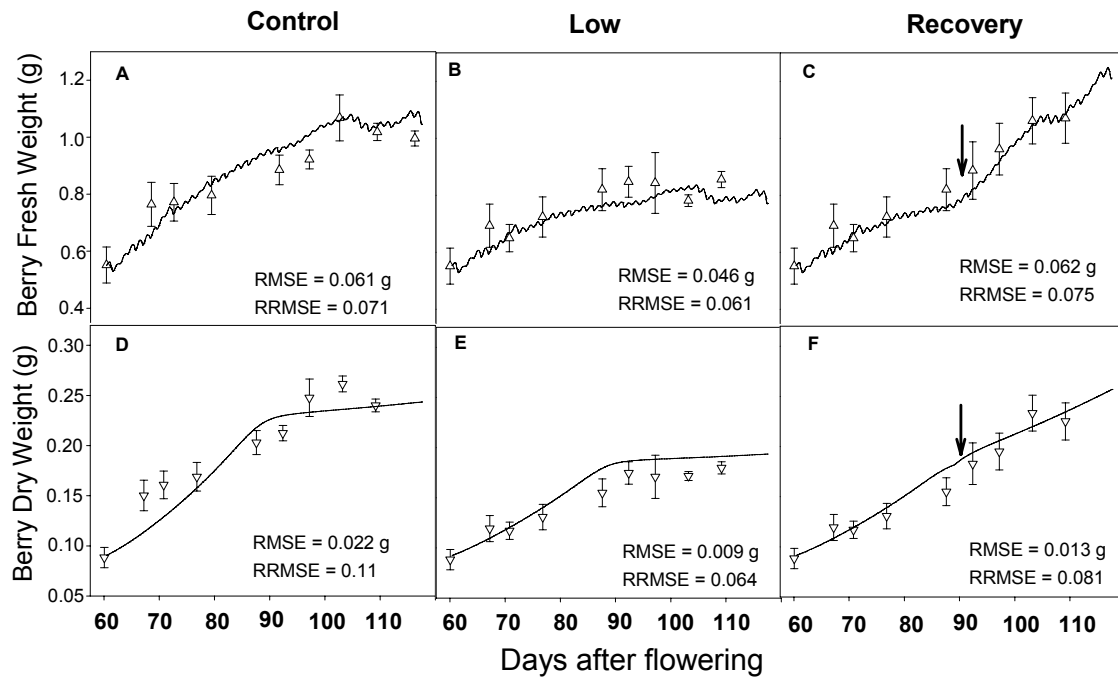 Control
Low
Recovery
Berry Fresh Weight (g)
1.2
1.0
0.8
0.6
0.4
A
RMSE = 0.061 g
RRMSE = 0.071
B
RMSE = 0.046 g
RRMSE = 0.061
C
RMSE = 0.062 g
RRMSE = 0.075
Berry Dry Weight (g)
0.30
0.25
0.20
0.15
0.10
0.05
D
RMSE = 0.022 g
RRMSE = 0.11
E
RMSE = 0.009 g
RRMSE = 0.064
F
RMSE = 0.013 g
RRMSE = 0.081
60 70 80 90 100 110
60 70 80 90 100 110
60 70 80 90 100 110
Days after flowering